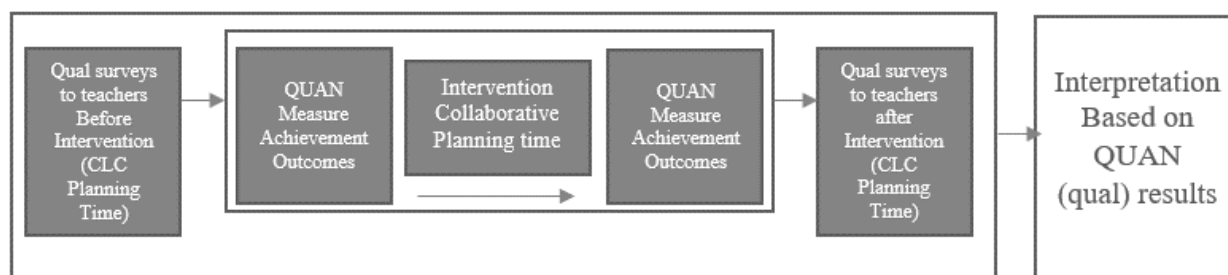 Qual surveys
to teachers
Before
Intervention
(CLC
Planning
Time)
QUAN
Measure
Achievement
Outcomes
Intervention
Collaborative
Planning time
QUAN
Measure
Achievement
Outcomes
Qual surveys
to teachers
after
Intervention
(CLC
Planning
Time)
Interpretation
Based on
QUAN
(qual) results